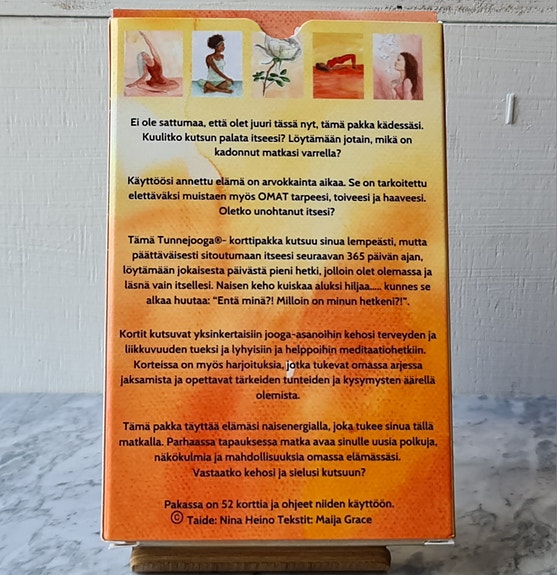 Ei ole sattumaa, että olet juuri tässä nyt, tämä pakka kädessäsi.
Kuulitko kutsun palata itseesi? Löytämään jotain, mikä on
kadonnut matkasi varrella?
Käyttöösi annettu elämä on arvokkainta aikaa. Se on tarkoitettu
elettäväksi muistaen myös OMAT tarpeesi, toiveesi ja haaveesi.
Oletko unohtanut itsesi?
Tämä Tunnejooga®- korttipakka kutsuu sinua lempeästi, mutta
päättäväisesti sitoutumaan itseesi seuraavan 365 päivän ajan,
löytämään jokaisesta päivästä pieni hetki, jolloin olet olemassa ja
läsnä vain itsellesi. Naisen keho kuiskaa aluksi hiljaa..... kunnes se
alkaa huutaa: “Entä minä?! Milloin on minun hetkeni?!”.
Kortit kutsuvat yksinkertaisiin jooga-asanoihin kehosi terveyden ja
liikkuvuuden tueksi ja lyhyisiin ja helppoihin meditaatiohetkiin.
Korteissa on myös harjoituksia, jotka tukevat omassa arjessa
jaksamista ja opettavat tärkeiden tunteiden ja kysymysten äärellä
olemista.
Tämä pakka täyttää elämäsi naisenergialla, joka tukee sinua tällä
matkalla. Parhaassa tapauksessa matka avaa sinulle uusia polkuja,
näkökulmia ja mahdollisuuksia omassa elämässäsi.
Vastaatko kehosi ja sielusi kutsuun?
Pakassa on 52 korttia ja ohjeet niiden käyttöön.
© Taide: Nina Heino Tekstit: Maija Grace